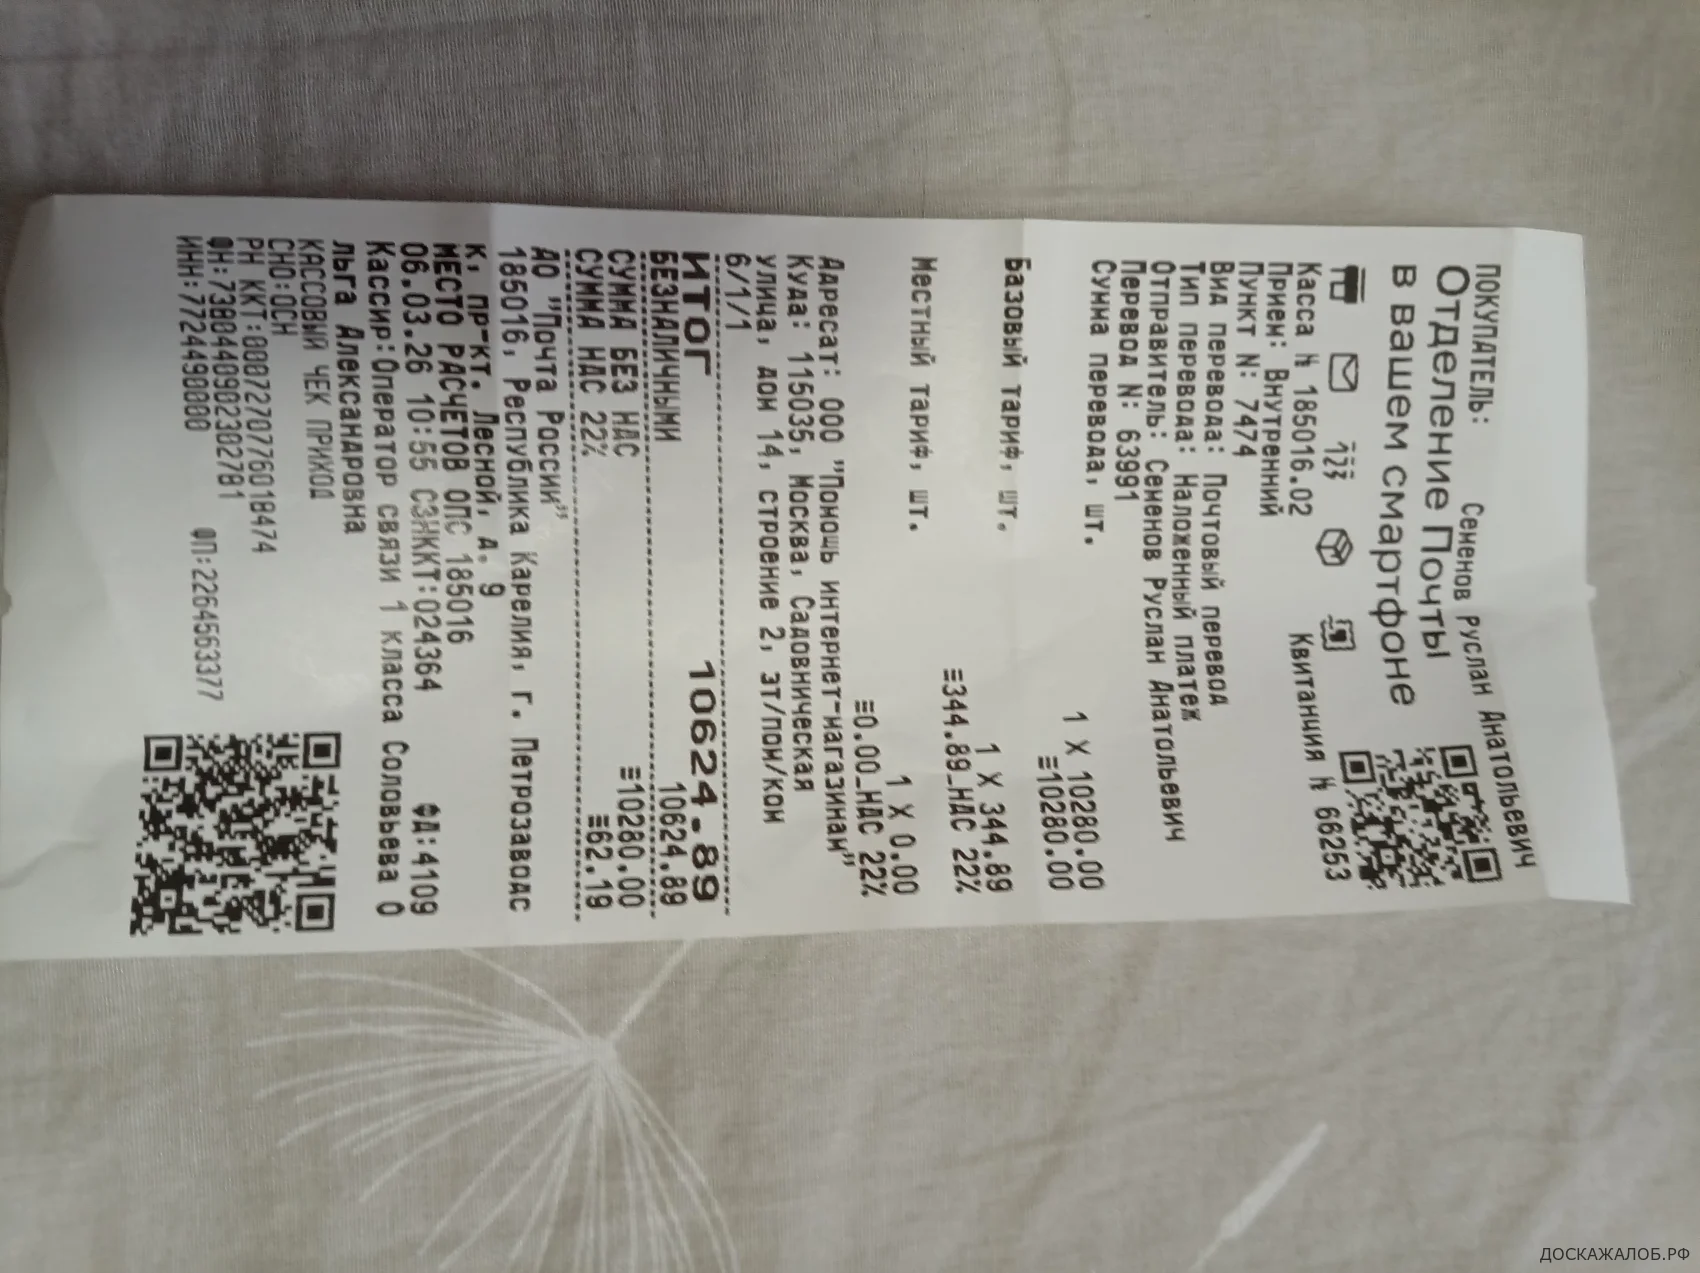 ПОКУПАТЕЛЬ: Семенов Руслан Анатольевич
Отделение Почты
в вашем смартфоне
123
Касса № 185016.02 Квитанция № 66253
Прием: Внутренний
Пункт N: 7474
Вид перевода: Почтовый перевод
Тип перевода: Наложенный платеж
Отправитель: Семенов Руслан Анатольевич
Перевод N: 63991
Сумма перевода, шт.
1 X 10280.00
≡10280.00
Базовый тариф, шт.
1 X 344.89
≡344.89_НДС 22%
Местный тариф, шт.
1 X 0.00
≡0.00_НДС 22%
Адресат: ООО "Помощь интернет-магазинам"
Куда: 115035, Москва, Садовническая
улица, дом 14, строение 2, эт/пом/ком
6/1/1
ИТОГ 10624.89
БЕЗНАЛИЧНЫМИ 10624.89
СУММА БЕЗ НДС ≡10280.00
СУММА НДС 22% ≡62.19
АО "Почта России"
185016, Республика Карелия, г. Петрозаводс
к, пр-кт. Лесной, д. 9
МЕСТО РАСЧЕТОВ ОПС 185016
06.03.26 10:55 СЗНККТ:024364 ФД:4109
Кассир:Оператор связи 1 класса Соловьева О
льга Александровна
КАССОВЫЙ ЧЕК ПРИХОД
СНО:ОСН
РН ККТ:0007270776018474
ФН:7380440902302781
ИНН:7724490000 ФП:2264563377
ДОСКАЖАЛОБ.РФ